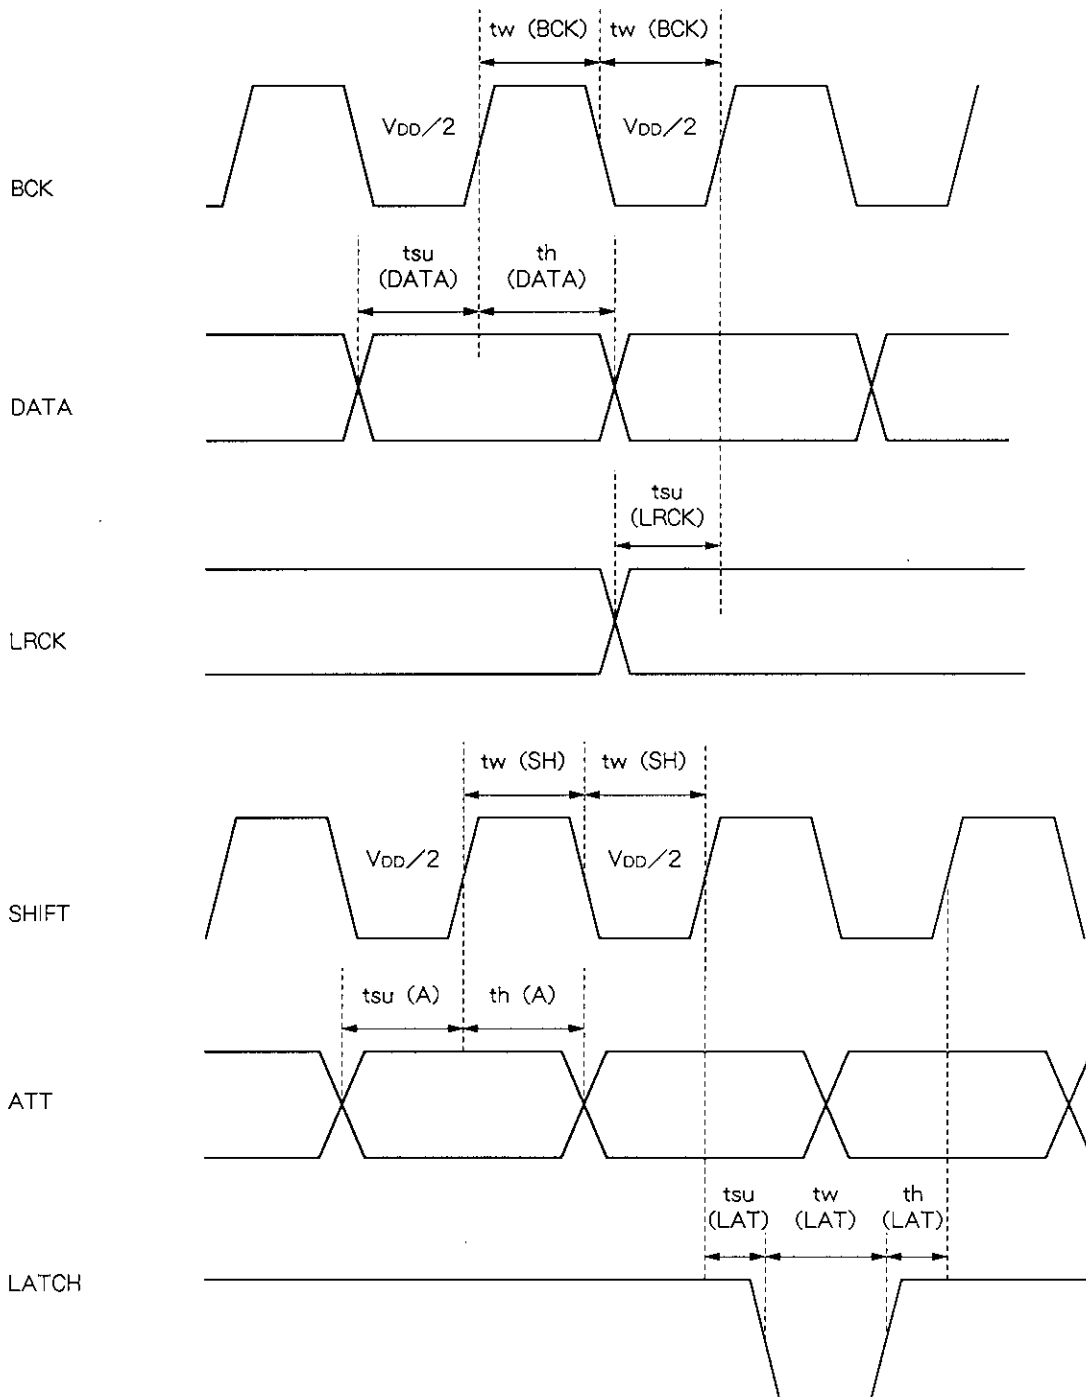 tw (BCK) tw (BCK)
VDD/2 VDD/2
BCK
tsu th
(DATA) (DATA)
DATA
tsu
(LRCK)
LRCK
tw (SH) tw (SH)
VDD/2 VDD/2
SHIFT
tsu (A) th (A)
ATT
tsu tw th
(LAT) (LAT) (LAT)
LATCH